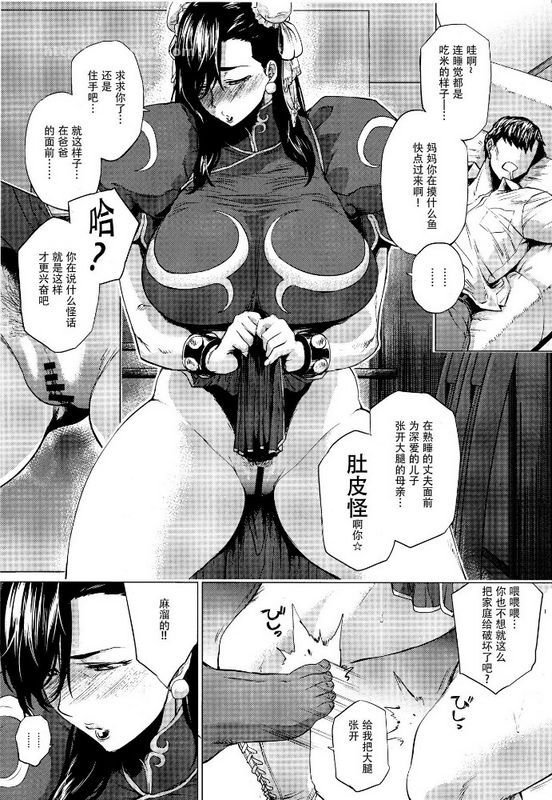 哇啊~
连睡觉都是
吃米的样子
妈妈你在摸什么鱼
快点过来啊!
……
求求你了…
还是
住手吧…
就这样子
在爸爸
的面前……
哈?
你在说什么怪话
就是这样
才更兴奋吧
在熟睡的丈夫面前
为深爱的儿子
张开大腿的母亲…
肚皮怪
啊你☆
喂喂喂…
你也不想就这么
把家庭给破坏了吧?
给我把大腿
张开
麻溜的!!